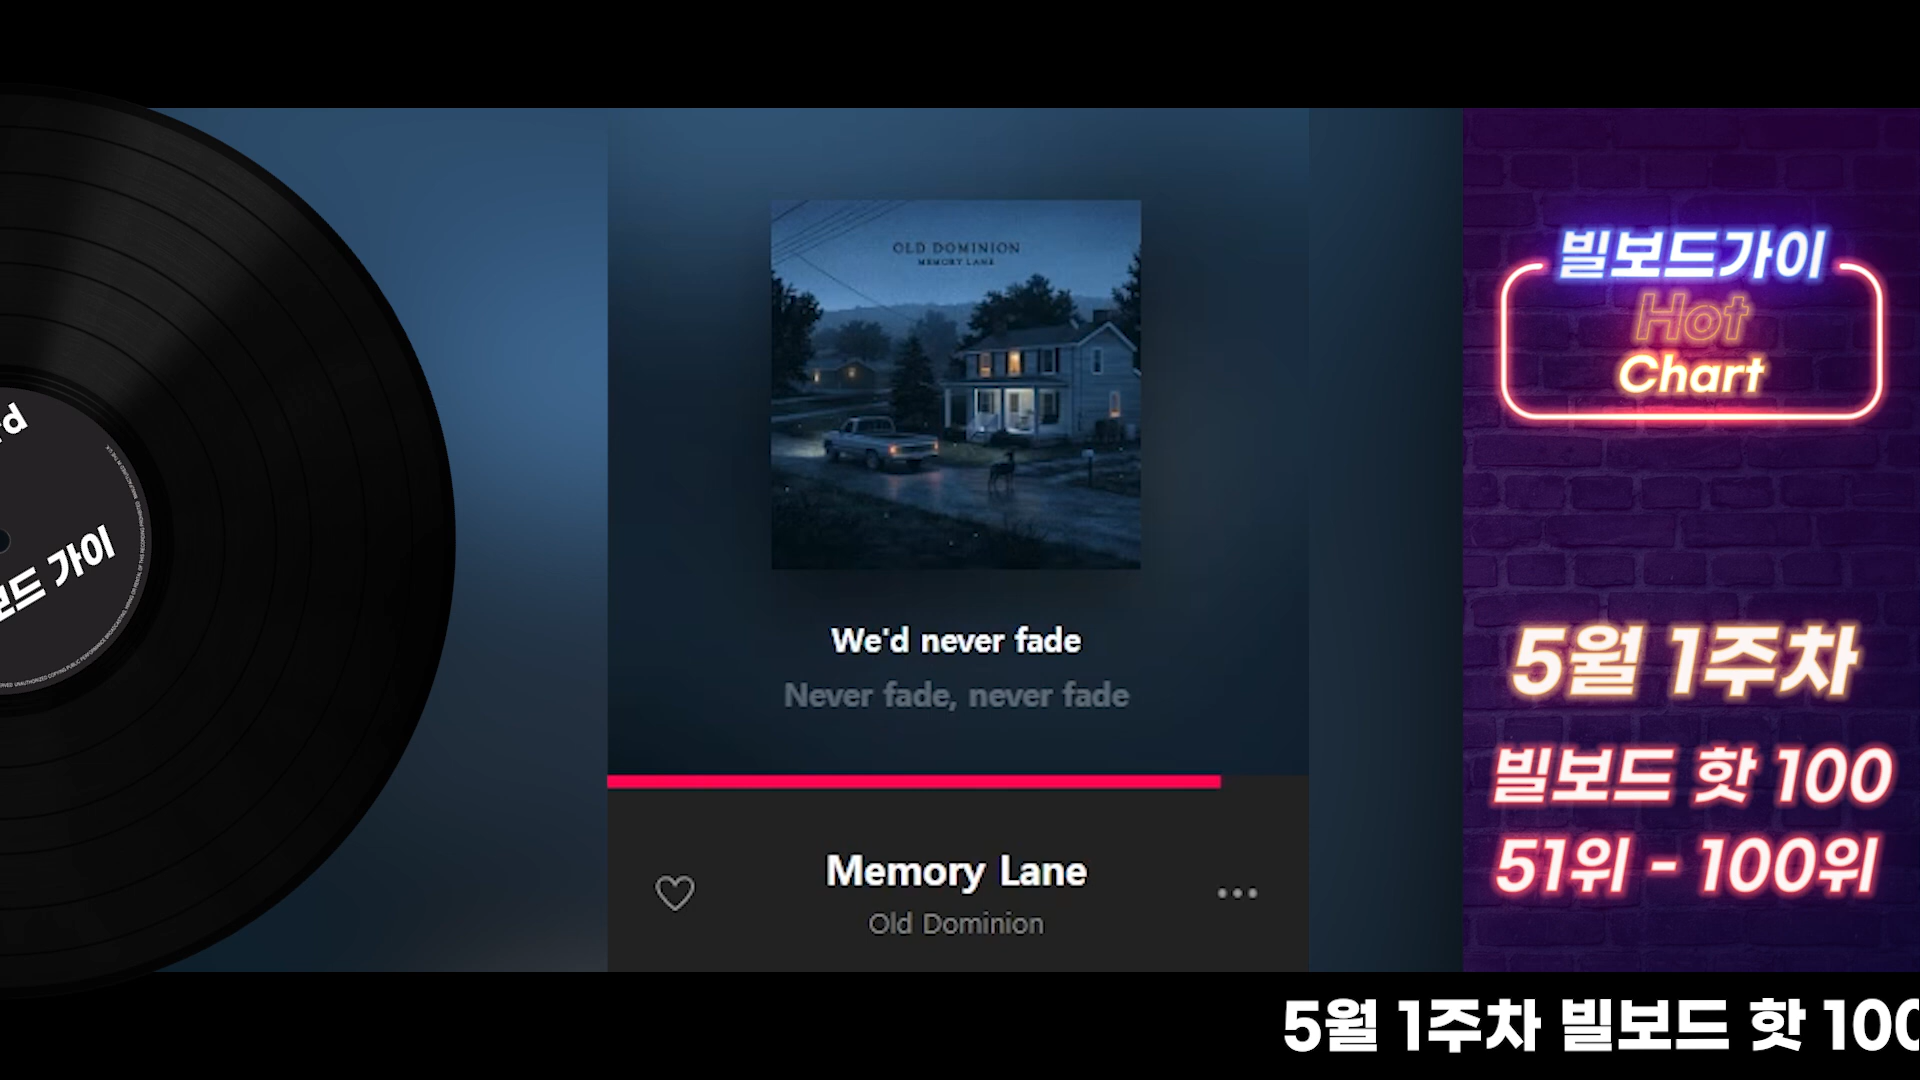 OLD DOMINION
MEMORY LANE
We'd never fade
Never fade, never fade
Memory Lane
Old Dominion
보드 가이
빌보드가이
Hot
Chart
5월 1주차
빌보드 핫 100
51위 - 100위
5월 1주차 빌보드 핫 100